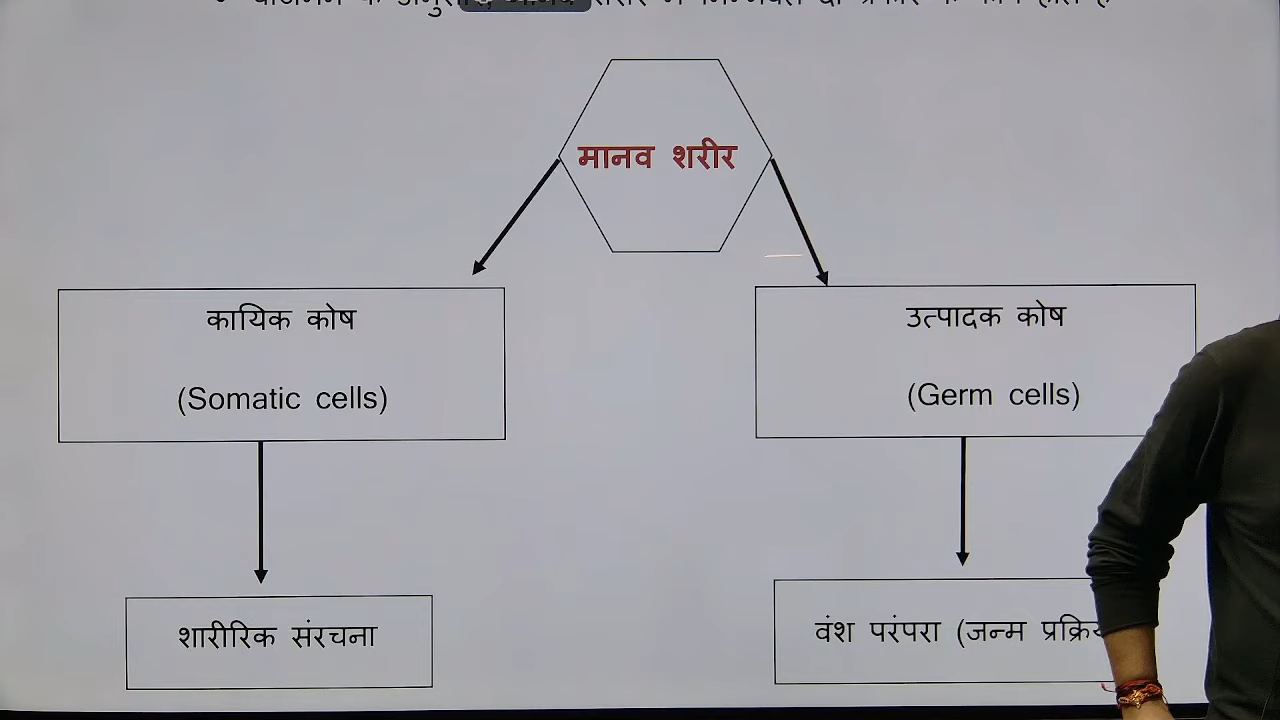 मानव शरीर
कायिक कोष
(Somatic cells)
उत्पादक कोष
(Germ cells)
शारीरिक संरचना
वंश परंपरा (जन्म